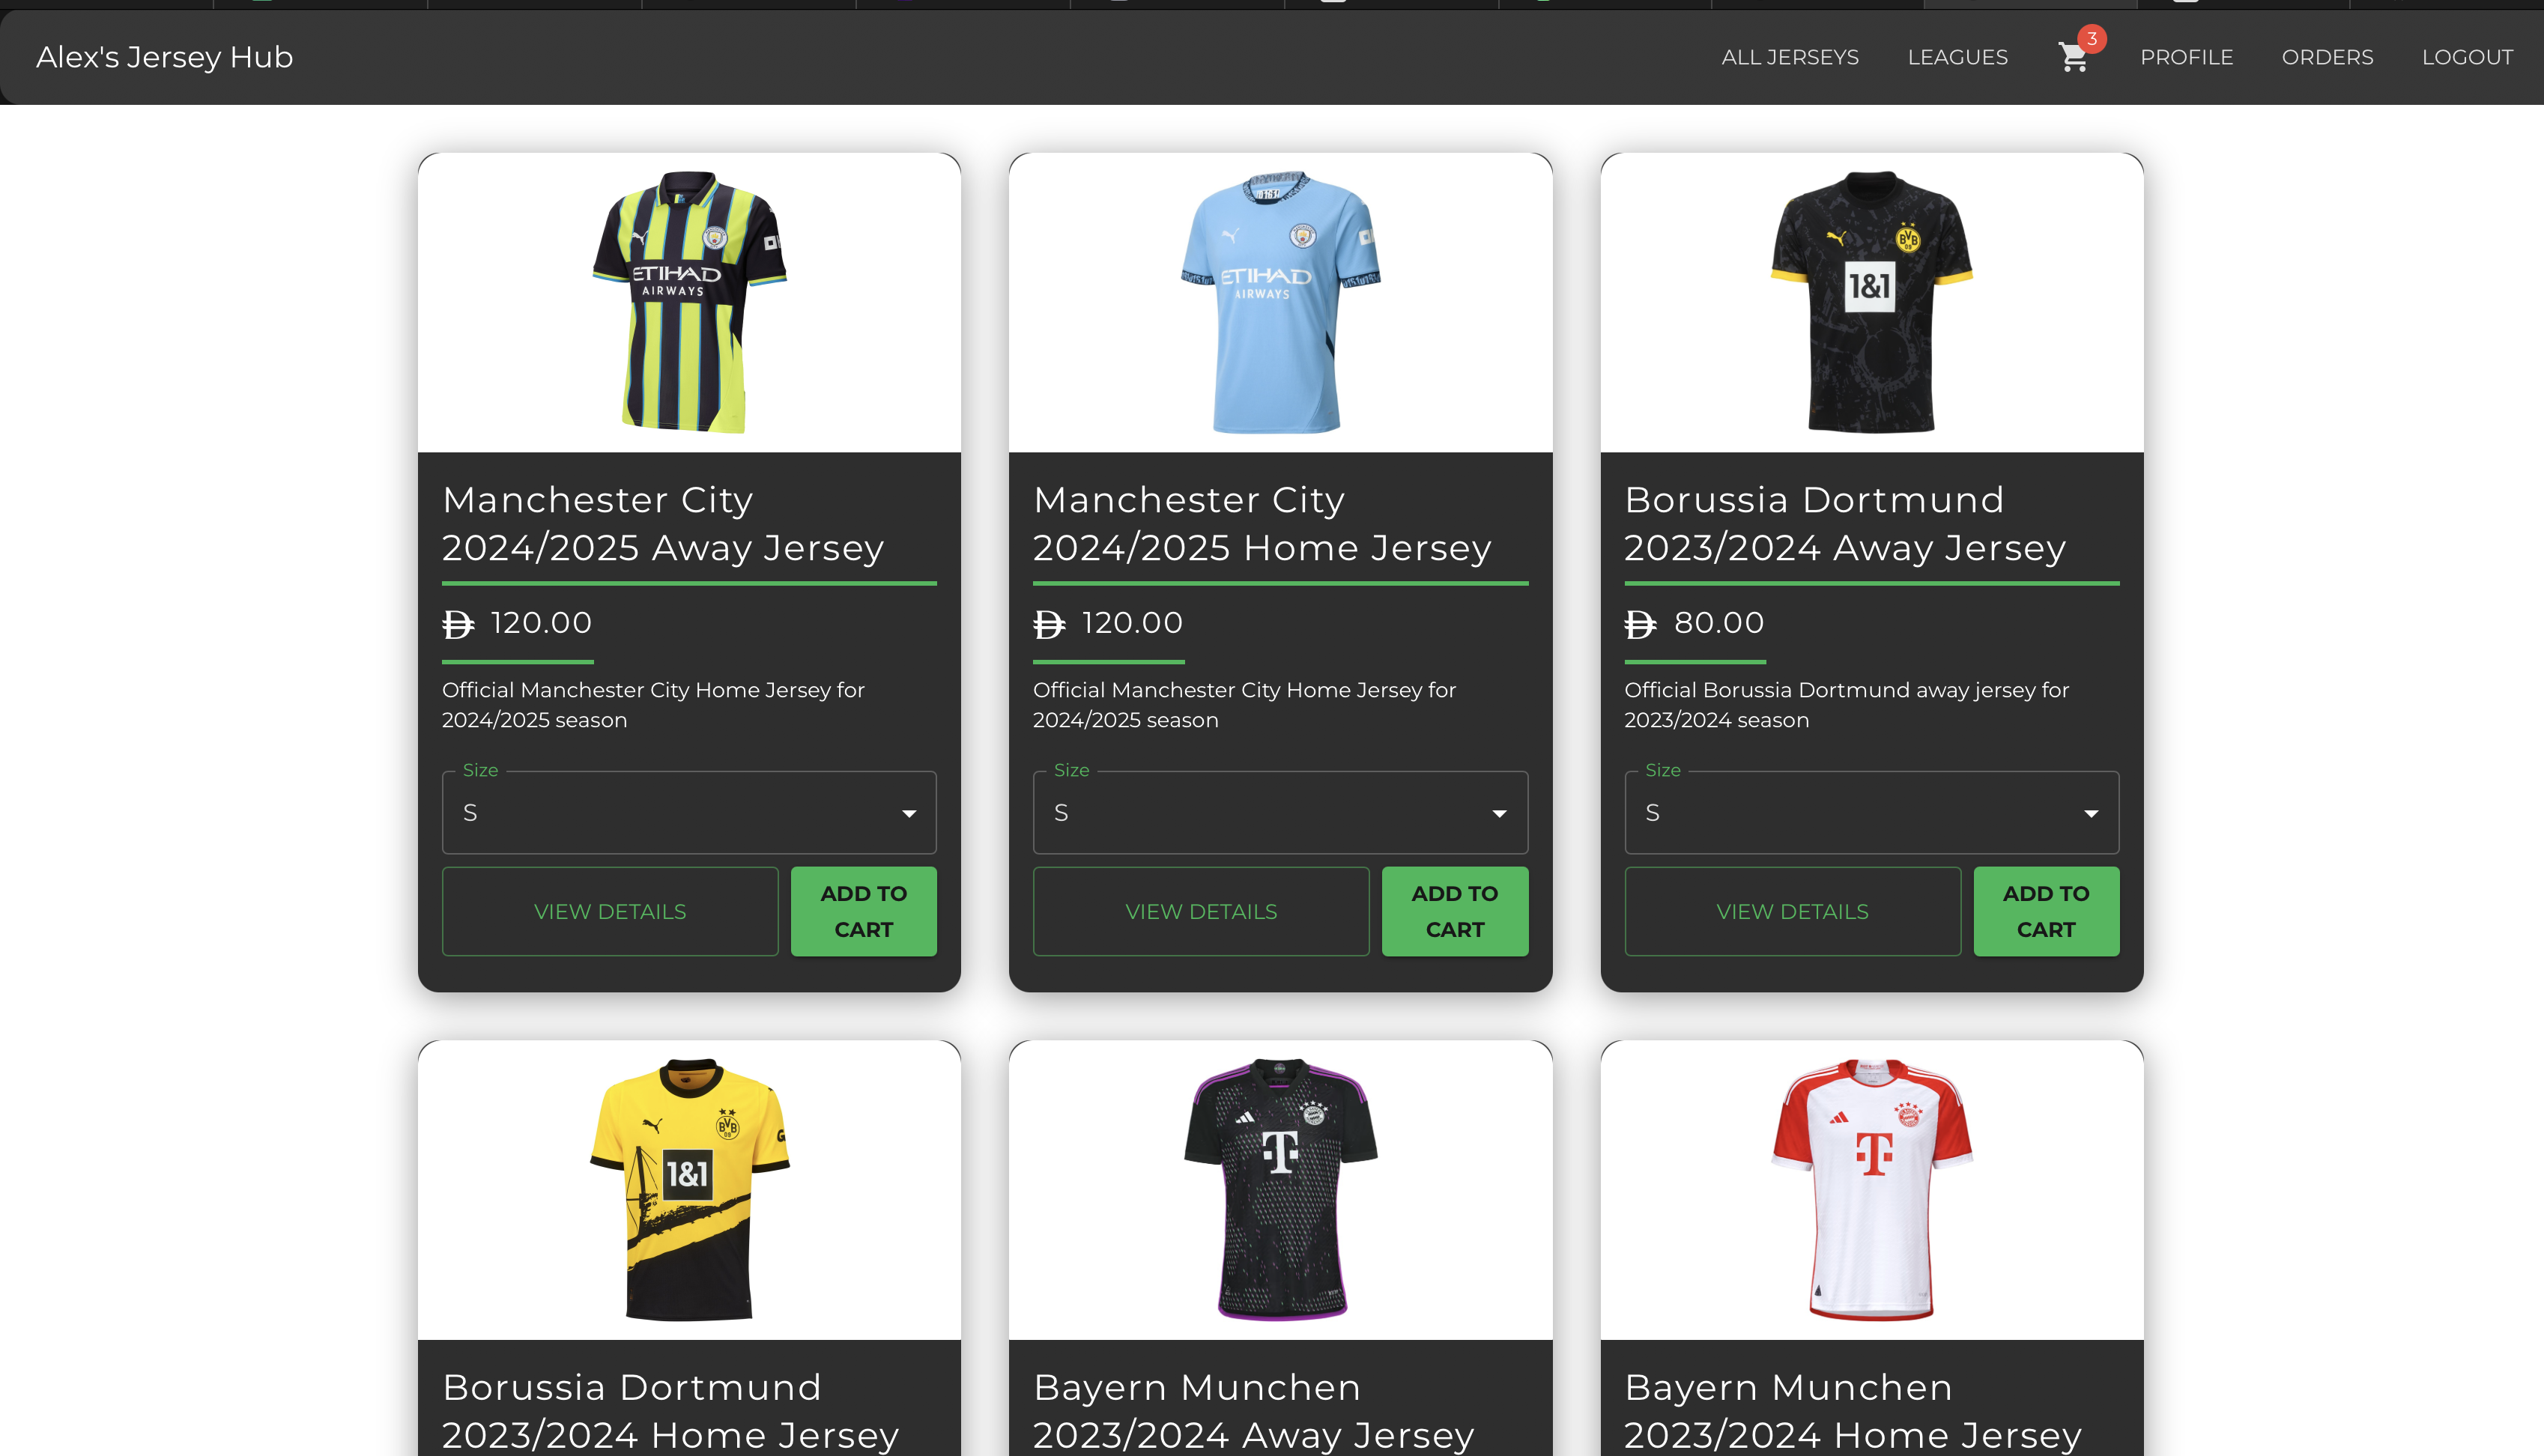 Alex's Jersey Hub
ALL JERSEYS
LEAGUES
3
PROFILE
ORDERS
LOGOUT
ETIHAD
AIRWAYS
ETIHAD
AIRWAYS
BVB
09
1&1
Manchester City
2024/2025 Away Jersey
120.00
Official Manchester City Home Jersey for
2024/2025 season
Size
S
VIEW DETAILS
ADD TO
CART
Manchester City
2024/2025 Home Jersey
120.00
Official Manchester City Home Jersey for
2024/2025 season
Size
S
VIEW DETAILS
ADD TO
CART
Borussia Dortmund
2023/2024 Away Jersey
80.00
Official Borussia Dortmund away jersey for
2023/2024 season
Size
S
VIEW DETAILS
ADD TO
CART
BVB
09
1&1
T
T
Borussia Dortmund
2023/2024 Home Jersey
Bayern Munchen
2023/2024 Away Jersey
Bayern Munchen
2023/2024 Home Jersey